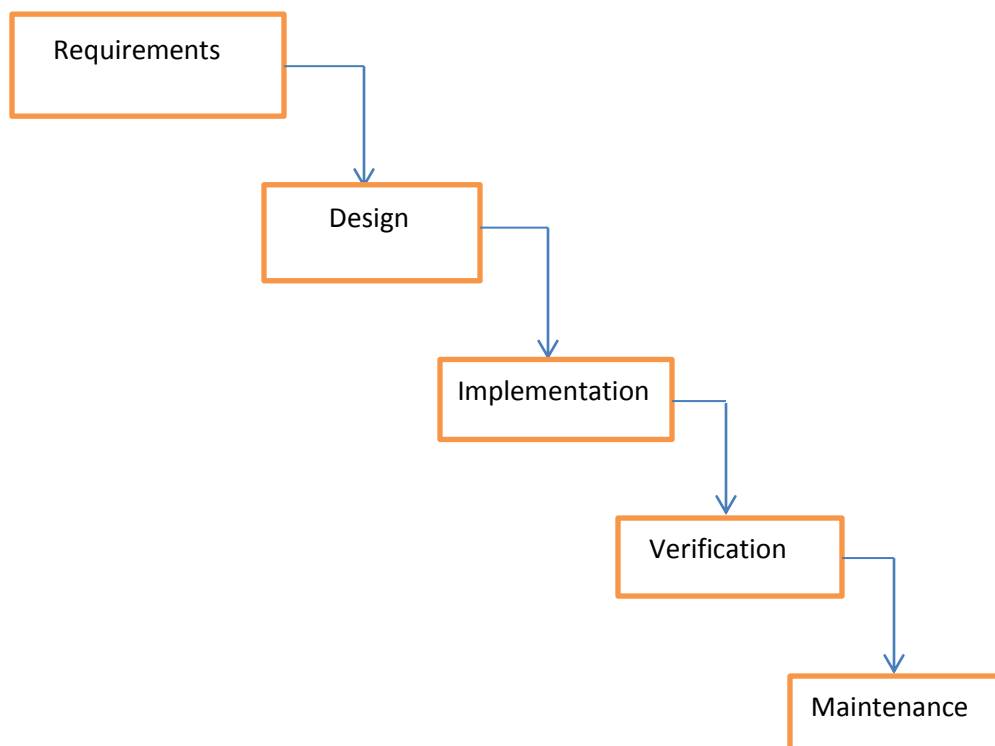 Requirements
Design
Implementation
Verification
Maintenance